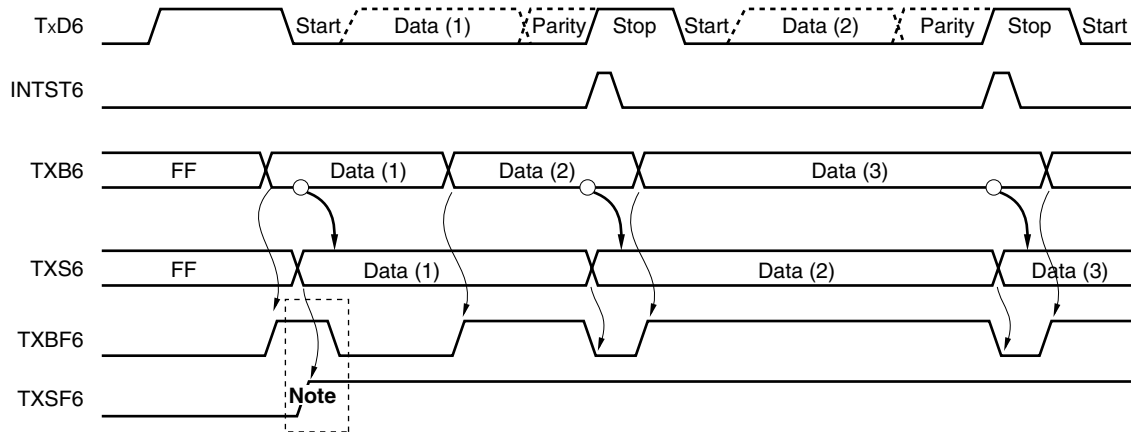 TxD6 Start Data (1) Parity Stop Start Data (2) Parity Stop Start
INTST6
TXB6 FF Data (1) Data (2) Data (3)
TXS6 FF Data (1) Data (2) Data (3)
TXBF6
TXSF6 Note